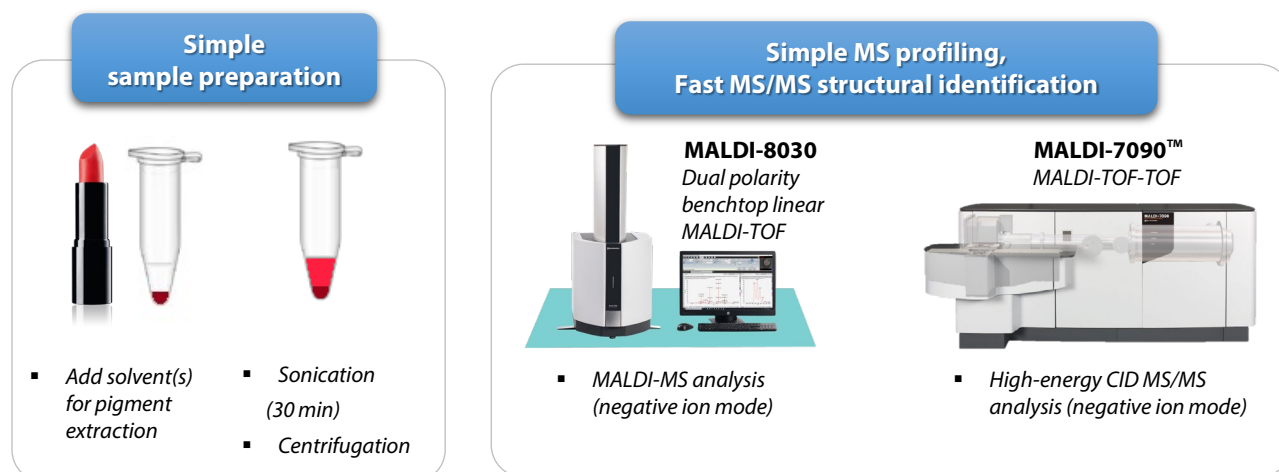 Simple
sample preparation
Simple MS profiling,
Fast MS/MS structural identification
MALDI-8030
Dual polarity
benchtop linear
MALDI-TOF
MALDI-7090™
MALDI-TOF-TOF
MALDI-7090
▪ Add solvent(s)
for pigment
extraction
▪ Sonication
(30 min)
▪ Centrifugation
▪ MALDI-MS analysis
(negative ion mode)
▪ High-energy CID MS/MS
analysis (negative ion mode)